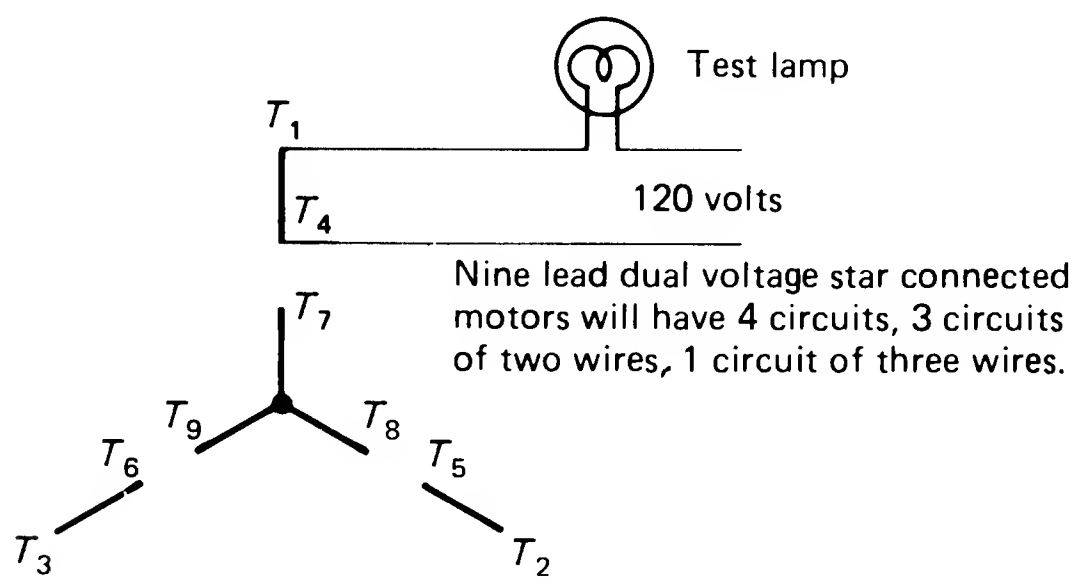 Test lamp
T₁
T₄
120 volts
Nine lead dual voltage star connected
motors will have 4 circuits, 3 circuits
of two wires, 1 circuit of three wires.
T₇
T₉ T₈
T₆ T₅
T₃ T₂